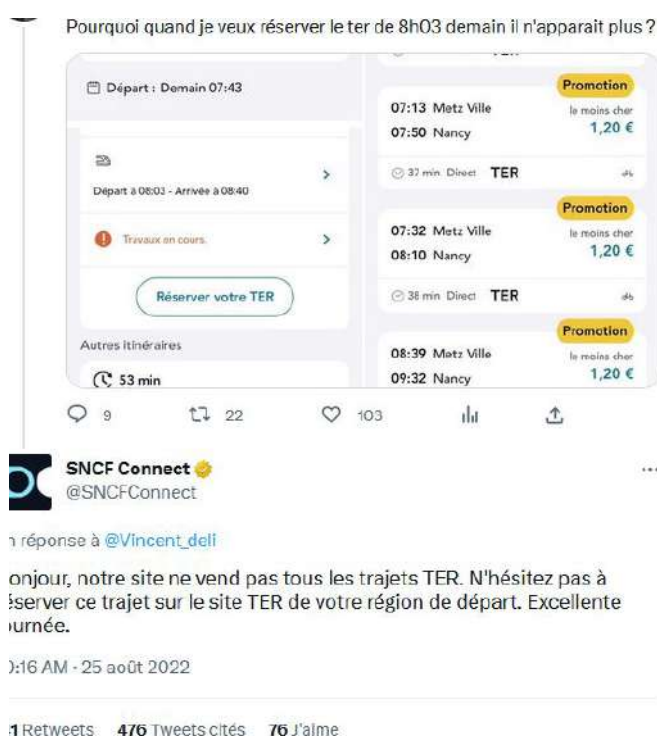 Pourquoi quand je veux réserver le ter de 8h03 demain il n'apparait plus ?
Départ : Demain 07:43
Départ à 08:03 - Arrivée à 08:40
Travaux en cours.
Réserver votre TER
Autres itinéraires
53 min
Promotion
07:13 Metz Ville
le moins cher
07:50 Nancy
1,20 €
37 min Direct TER
Promotion
07:32 Metz Ville
le moins cher
08:10 Nancy
1,20 €
38 min Direct TER
Promotion
08:39 Metz Ville
le moins cher
09:32 Nancy
1,20 €
9 22 103
SNCF Connect
@SNCFConnect
n réponse à @Vincent_deli
onjour, notre site ne vend pas tous les trajets TER. N'hésitez pas à
éserver ce trajet sur le site TER de votre région de départ. Excellente
ournée.
:16 AM · 25 août 2022
1 Retweets 476 Tweets cités 76 J'aime